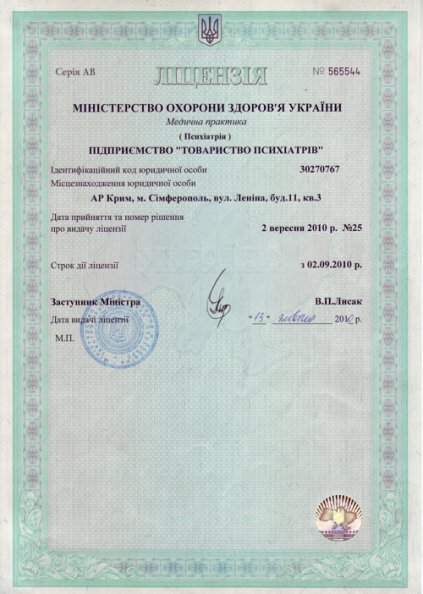 Серія АВ
ЛІЦЕНЗІЯ
№ 565544
МІНІСТЕРСТВО ОХОРОНИ ЗДОРОВ'Я УКРАЇНИ
Медична практика
( Психіатрія )
ПІДПРИЄМСТВО "ТОВАРИСТВО ПСИХІАТРІВ"
Ідентифікаційний код юридичної особи 30270767
Місцезнаходження юридичної особи
АР Крим, м. Сімферополь, вул. Леніна, буд.11, кв.3
Дата прийняття та номер рішення
про видачу ліцензії 2 вересня 2010 р. №25
Строк дії ліцензії з 02.09.2010 р.
Заступник Міністра В.П.Лисак
Дата видачі ліцензії "13" жовтня 2010 р.
М.П.